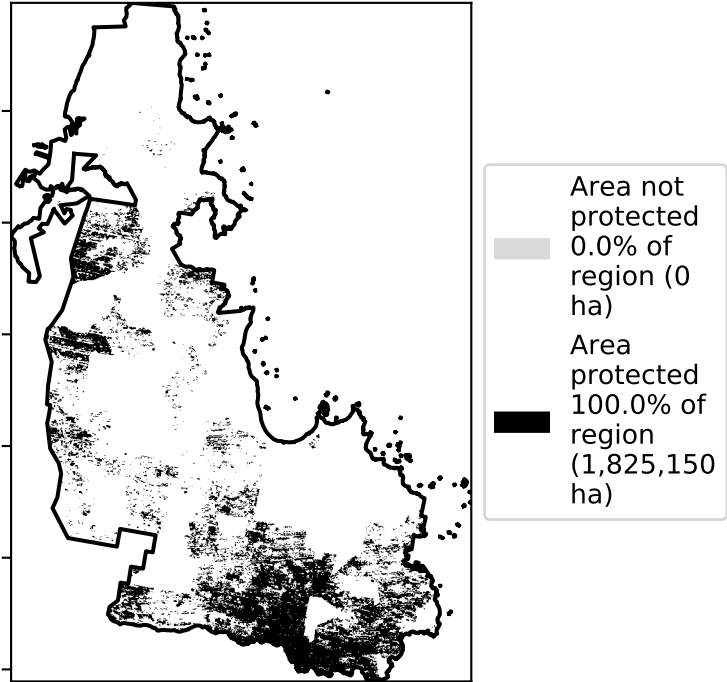 Area not
protected
0.0% of
region (0
ha)
Area
protected
100.0% of
region
(1,825,150
ha)